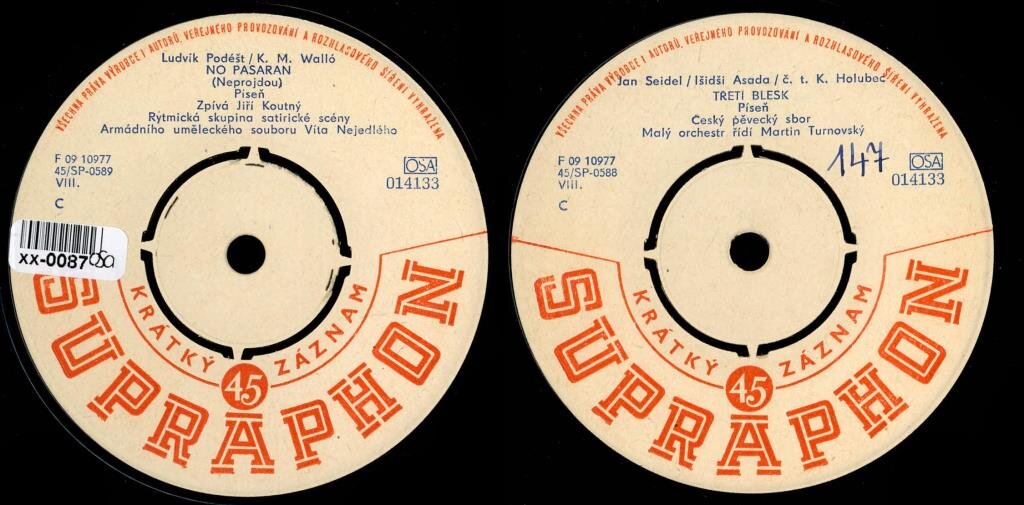 VŠECHNA PRÁVA VÝROBCE I AUTORŮ, VEŘEJNÉHO PROVOZOVÁNÍ A ROZHLASOVÉHO ŠÍŘENÍ VYHRAŽENA
Ludvík Podéšt / K. M. Walló
NO PASARAN
(Neprojdou)
Píseň
Zpívá Jiří Koutný
Rytmická skupina satirické scény
Armádního uměleckého souboru Víta Nejedlého
F 09 10977
45/SP-0589
VIII.
C
OSA
014133
xx-0087
OSA
KRÁTKÝ ZÁZNAM
45
SUPRAPHON
VŠECHNA PRÁVA VÝROBCE I AUTORŮ, VEŘEJNÉHO PROVOZOVÁNÍ A ROZHLASOVÉHO ŠÍŘENÍ VYHRAŽENA
Jan Seidel / Išidši Asada / č. t. K. Holubec
TŘETÍ BLESK
Píseň
Český pěvecký sbor
Malý orchestr řídí Martin Turnovský
147
F 09 10977
45/SP-0588
VIII.
C
OSA
014133
KRÁTKÝ ZÁZNAM
45
SUPRAPHON